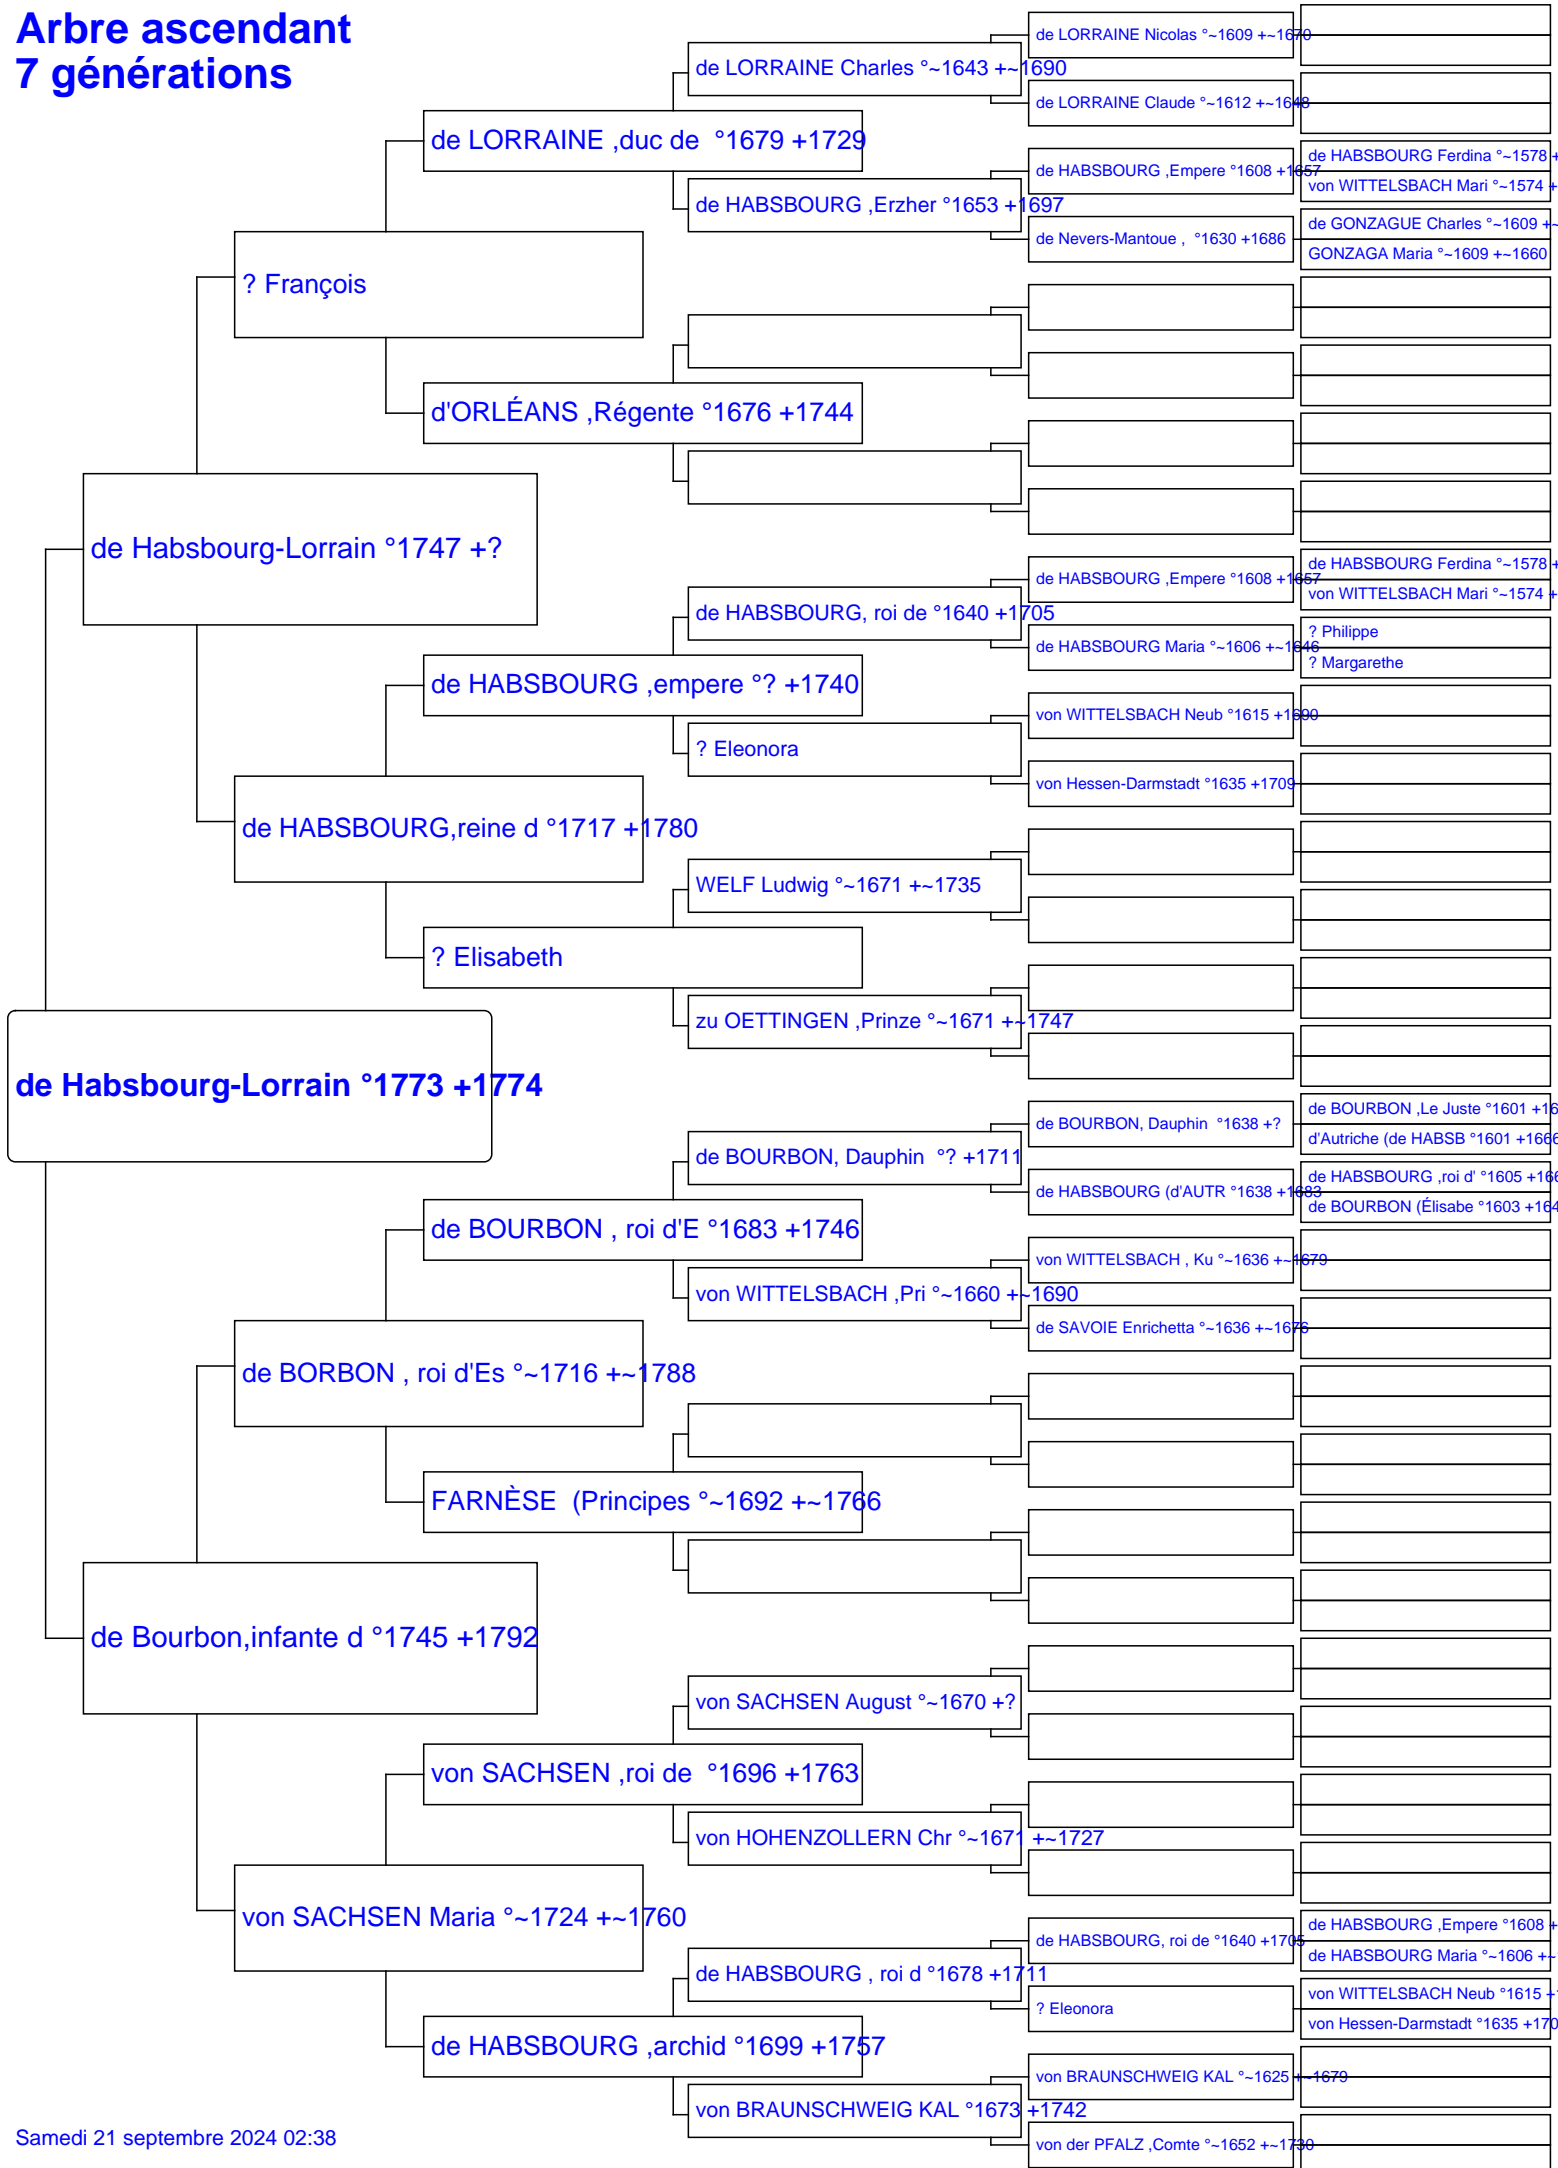 Arbre ascendant
7 générations
de LORRAINE Nicolas °~1609 +~1670
de LORRAINE Charles °~1643 +~1690
de LORRAINE Claude °~1612 +~1648
de LORRAINE ,duc de °1679 +1729
de HABSBOURG Ferdina °~1578 +
de HABSBOURG ,Empere °1608 +1657
von WITTELSBACH Mari °~1574 +
de HABSBOURG ,Erzher °1653 +1697
de GONZAGUE Charles °~1609 +~
de Nevers-Mantoue , °1630 +1686
GONZAGA Maria °~1609 +~1660
? François
d'ORLÉANS ,Régente °1676 +1744
de Habsbourg-Lorrain °1747 +?
de HABSBOURG Ferdina °~1578 +
de HABSBOURG ,Empere °1608 +1657
von WITTELSBACH Mari °~1574 +
de HABSBOURG, roi de °1640 +1705
? Philippe
de HABSBOURG Maria °~1606 +~1646
? Margarethe
de HABSBOURG ,empere °? +1740
von WITTELSBACH Neub °1615 +1690
? Eleonora
von Hessen-Darmstadt °1635 +1709
de HABSBOURG,reine d °1717 +1780
WELF Ludwig °~1671 +~1735
? Elisabeth
zu OETTINGEN ,Prinze °~1671 +~1747
de Habsbourg-Lorrain °1773 +1774
de BOURBON ,Le Juste °1601 +16
de BOURBON, Dauphin °1638 +?
d'Autriche (de HABSB °1601 +1666
de BOURBON, Dauphin °? +1711
de HABSBOURG ,roi d' °1605 +166
de HABSBOURG (d'AUTR °1638 +1683
de BOURBON (Élisabe °1603 +164
de BOURBON , roi d'E °1683 +1746
von WITTELSBACH , Ku °~1636 +~1679
von WITTELSBACH ,Pri °~1660 +~1690
de SAVOIE Enrichetta °~1636 +~1676
de BORBON , roi d'Es °~1716 +~1788
FARNÈSE (Principes °~1692 +~1766
de Bourbon,infante d °1745 +1792
von SACHSEN August °~1670 +?
von SACHSEN ,roi de °1696 +1763
von HOHENZOLLERN Chr °~1671 +~1727
von SACHSEN Maria °~1724 +~1760
de HABSBOURG ,Empere °1608 +
de HABSBOURG, roi de °1640 +1705
de HABSBOURG Maria °~1606 +~
de HABSBOURG , roi d °1678 +1711
von WITTELSBACH Neub °1615 +1
? Eleonora
von Hessen-Darmstadt °1635 +170
de HABSBOURG ,archid °1699 +1757
von BRAUNSCHWEIG KAL °~1625 +~1679
von BRAUNSCHWEIG KAL °1673 +1742
von der PFALZ ,Comte °~1652 +~1730
Samedi 21 septembre 2024 02:38